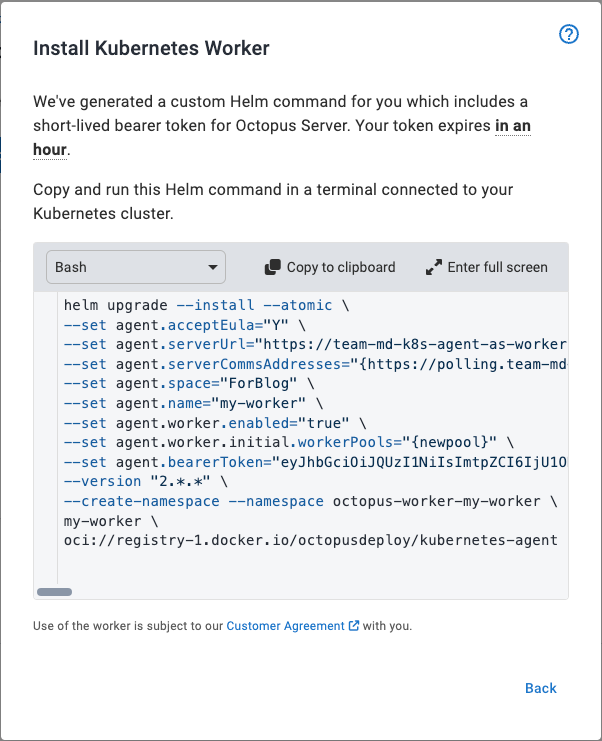 Install Kubernetes Worker
We've generated a custom Helm command for you which includes a
short-lived bearer token for Octopus Server. Your token expires in an
hour.
Copy and run this Helm command in a terminal connected to your
Kubernetes cluster.
Bash Copy to clipboard Enter full screen
helm upgrade --install --atomic \
--set agent.acceptEula="Y" \
--set agent.serverUrl="https://team-md-k8s-agent-as-worker
--set agent.serverCommsAddresses="{https://polling.team-md
--set agent.space="ForBlog" \
--set agent.name="my-worker" \
--set agent.worker.enabled="true" \
--set agent.worker.initial.workerPools="{newpool}" \
--set agent.bearerToken="eyJhbGciOiJQUzI1NiIsImtpZCI6IjU1O
--version "2.*.*" \
--create-namespace --namespace octopus-worker-my-worker \
my-worker \
oci://registry-1.docker.io/octopusdeploy/kubernetes-agent
Use of the worker is subject to our Customer Agreement with you.
Back